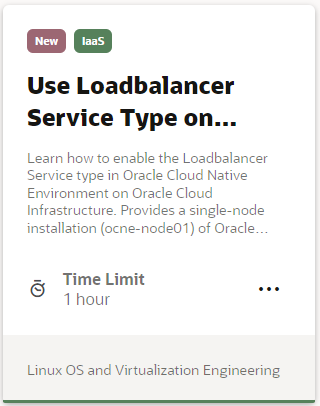 New IaaS
Use Loadbalancer
Service Type on...
Learn how to enable the Loadbalancer
Service type in Oracle Cloud Native
Environment on Oracle Cloud
Infrastructure. Provides a single-node
installation (ocne-node01) of Oracle...
Time Limit
1 hour
Linux OS and Virtualization Engineering